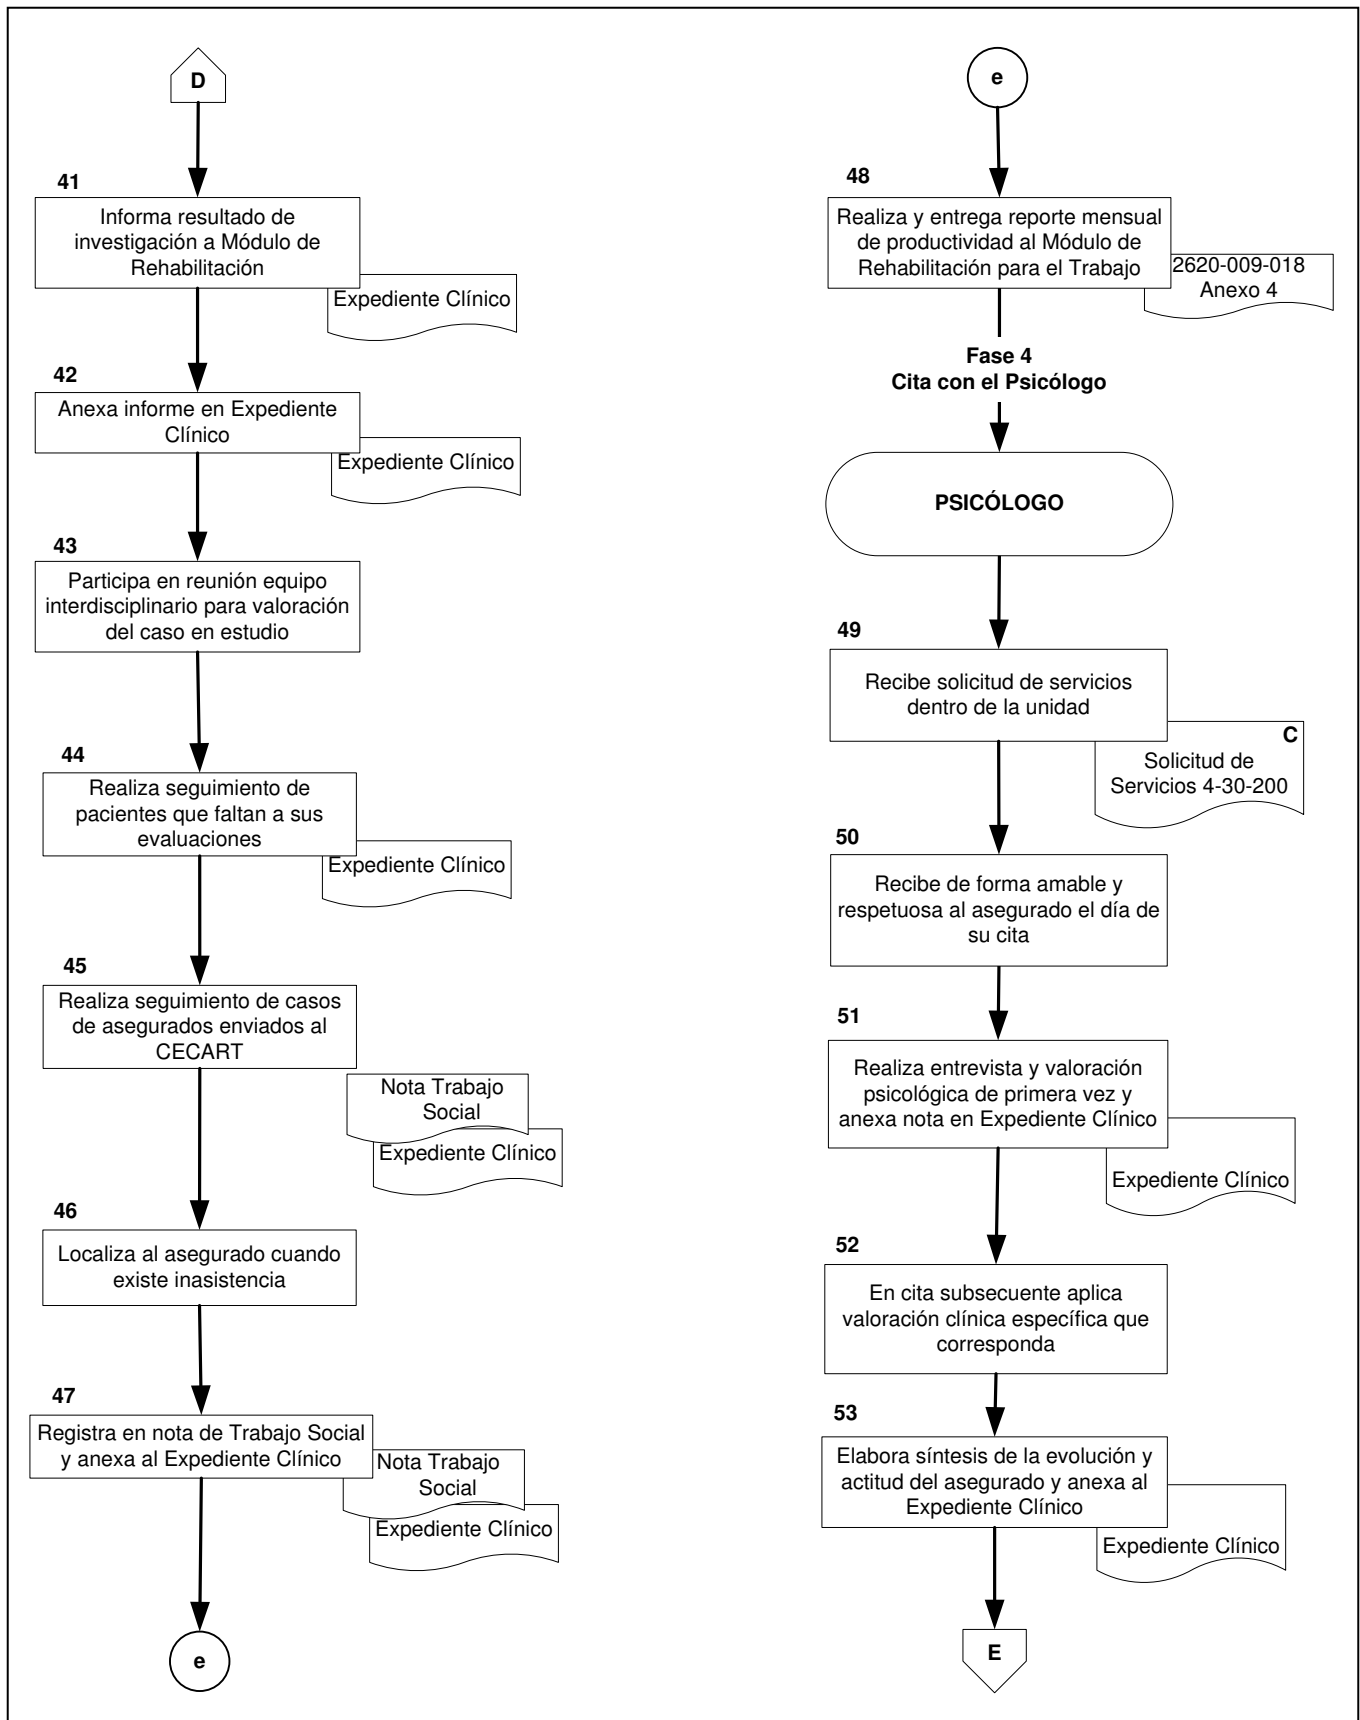 D
41
Informa resultado de
investigación a Módulo de
Rehabilitación
Expediente Clínico
42
Anexa informe en Expediente
Clínico
Expediente Clínico
43
Participa en reunión equipo
interdisciplinario para valoración
del caso en estudio
44
Realiza seguimiento de
pacientes que faltan a sus
evaluaciones
Expediente Clínico
45
Realiza seguimiento de casos
de asegurados enviados al
CECART
Nota Trabajo
Social
Expediente Clínico
46
Localiza al asegurado cuando
existe inasistencia
47
Registra en nota de Trabajo Social
y anexa al Expediente Clínico
Nota Trabajo
Social
Expediente Clínico
e
e
48
Realiza y entrega reporte mensual
de productividad al Módulo de
Rehabilitación para el Trabajo
2620-009-018
Anexo 4
Fase 4
Cita con el Psicólogo
PSICÓLOGO
49
Recibe solicitud de servicios
dentro de la unidad
C
Solicitud de
Servicios 4-30-200
50
Recibe de forma amable y
respetuosa al asegurado el día de
su cita
51
Realiza entrevista y valoración
psicológica de primera vez y
anexa nota en Expediente Clínico
Expediente Clínico
52
En cita subsecuente aplica
valoración clínica específica que
corresponda
53
Elabora síntesis de la evolución y
actitud del asegurado y anexa al
Expediente Clínico
Expediente Clínico
E